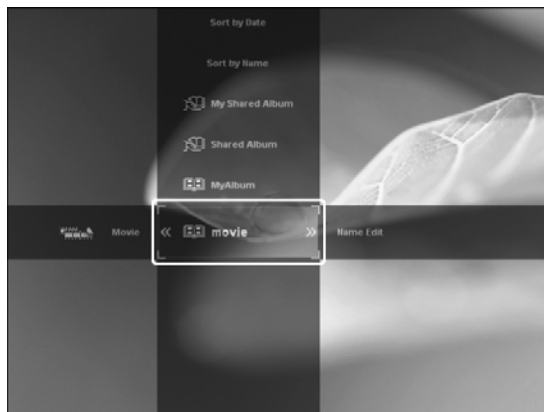 Sort by Date
Sort by Name
My Shared Album
Shared Album
MyAlbum
Movie « movie » Name Edit